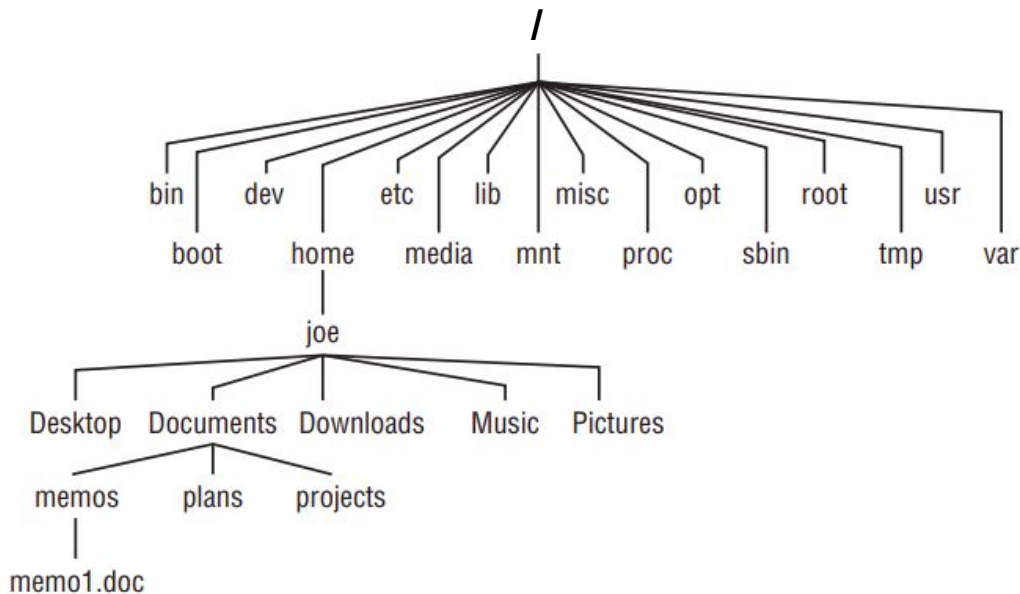 /
bin dev etc lib misc opt root usr
boot home media mnt proc sbin tmp var
joe
Desktop Documents Downloads Music Pictures
memos plans projects
memo1.doc